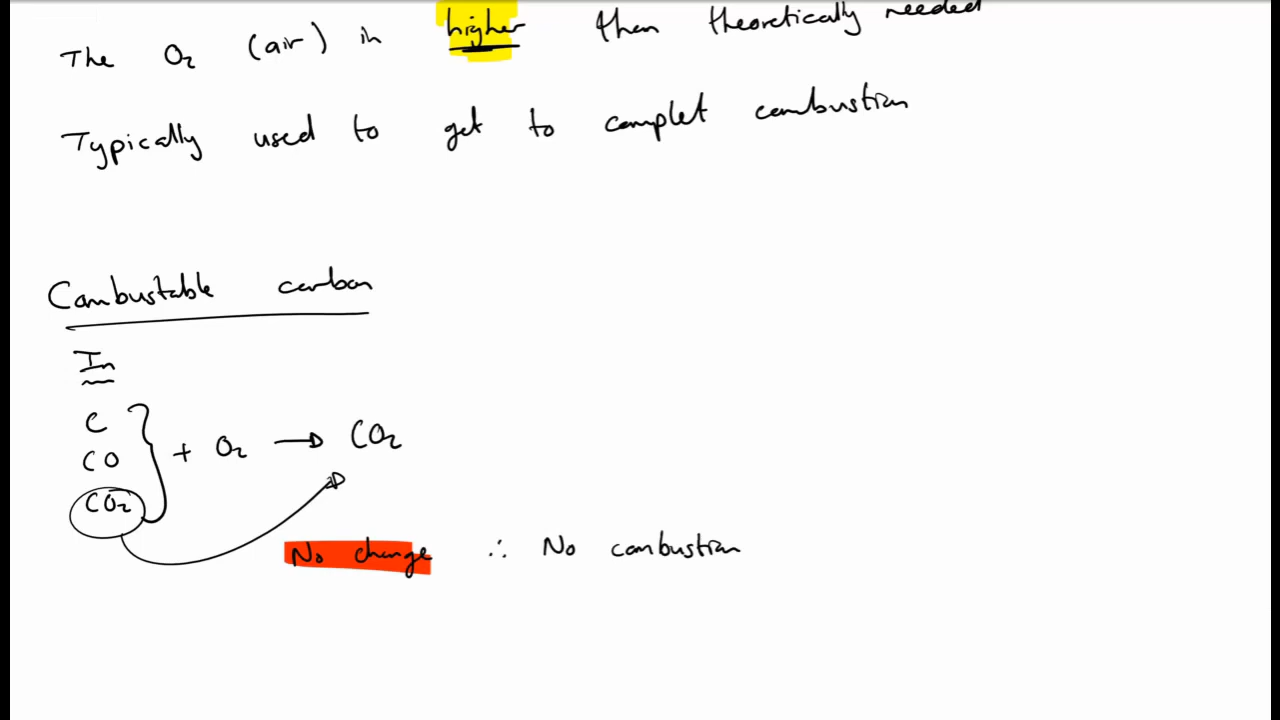 The O₂ (air) in higher than theoretically needed
Typically used to get to complet combustion
Combustable carbon
In
C
CO
CO₂
+ O₂ → CO₂
No change ∴ No combustion